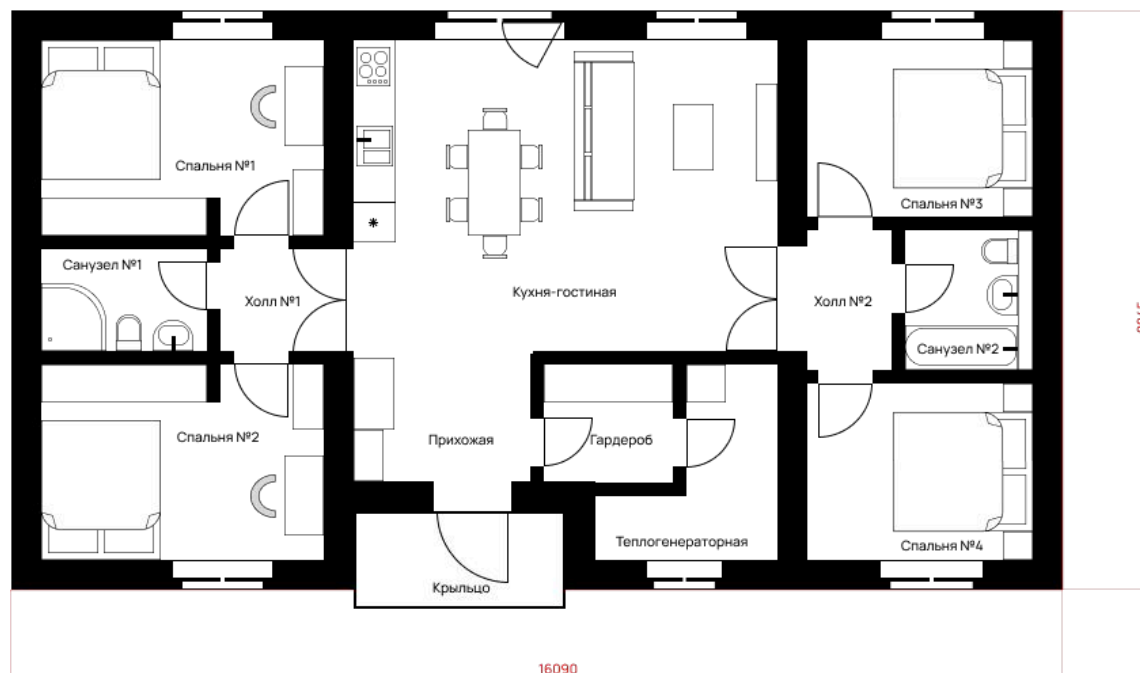 Спальня №1
Спальня №3
Санузел №1
Холл №1
Кухня-гостиная
Холл №2
Санузел №2
Спальня №2
Прихожая
Гардероб
Теплогенераторная
Спальня №4
Крыльцо
16090